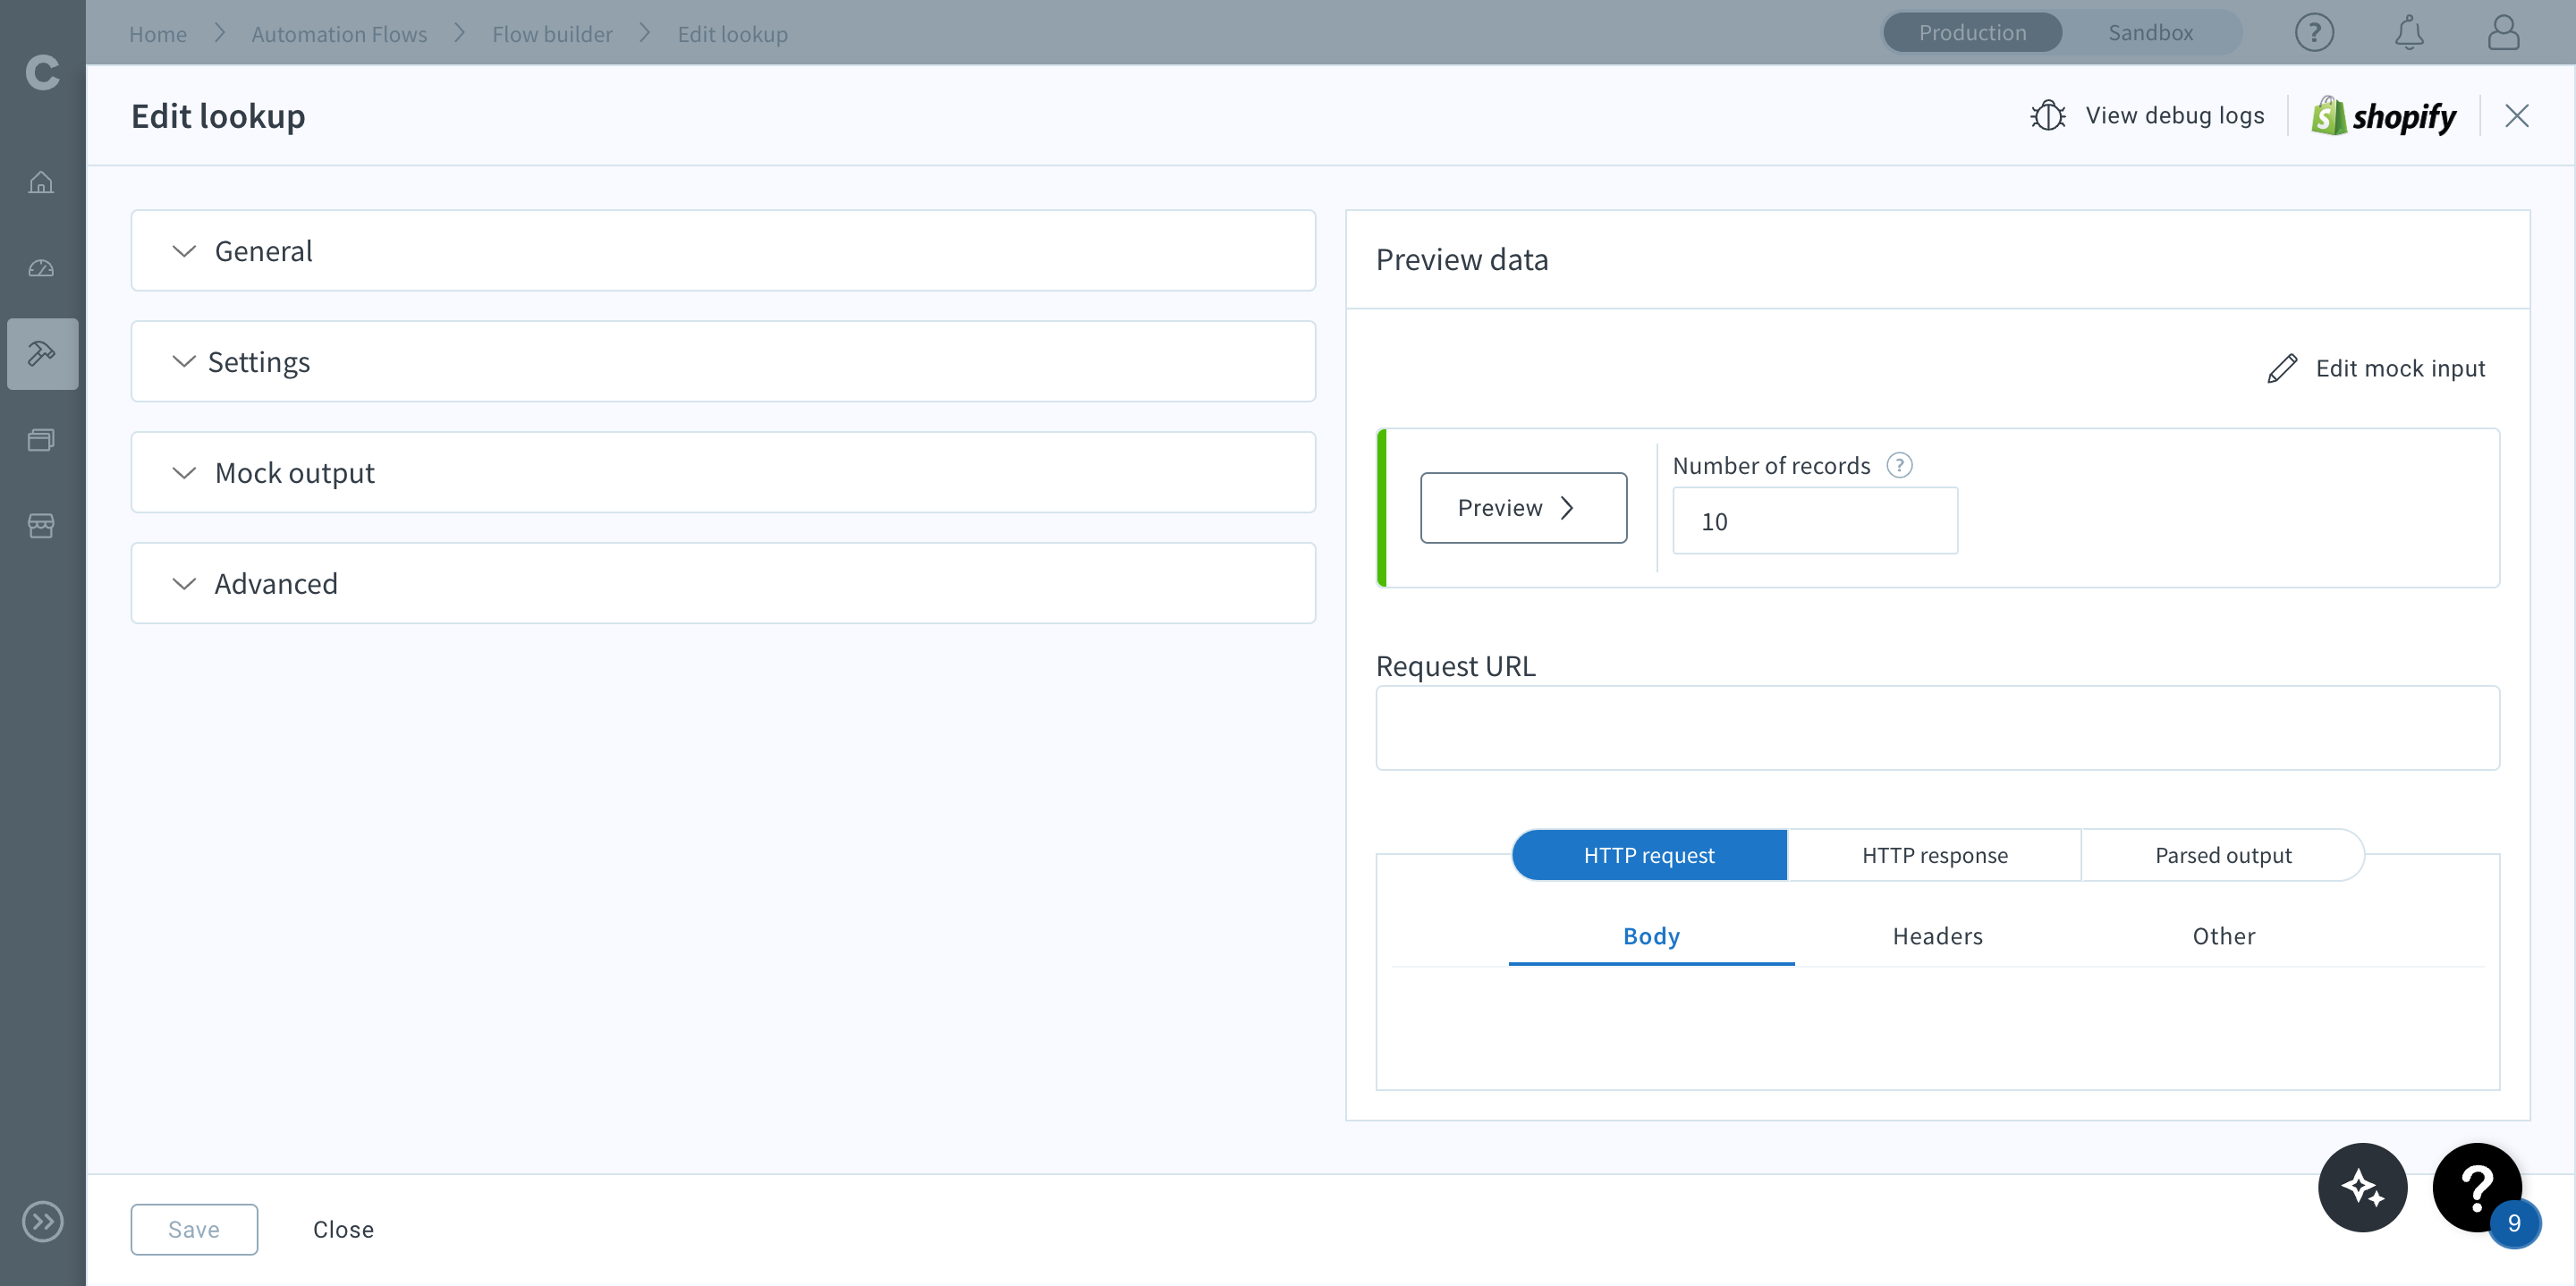 Home > Automation Flows > Flow builder > Edit lookup
Production Sandbox ?
C
Edit lookup
View debug logs
shopify
General
Settings
Mock output
Advanced
Preview data
Edit mock input
Preview >
Number of records ?
10
Request URL
HTTP request HTTP response Parsed output
Body Headers Other
Save Close
?
9